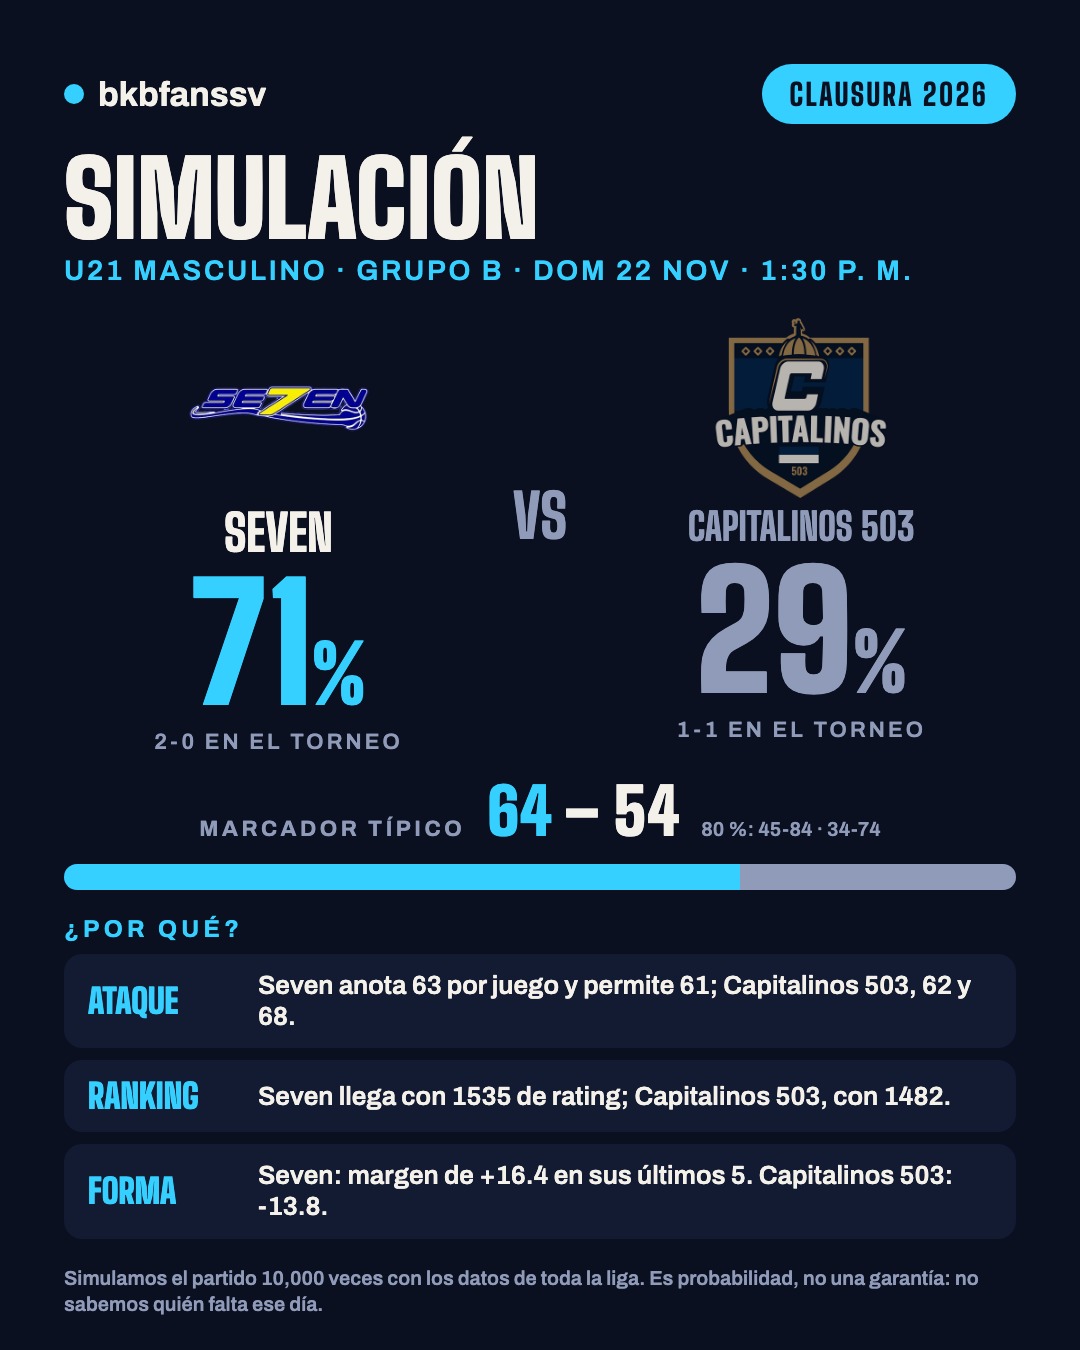 bkbfanssv
CLAUSURA 2026
SIMULACIÓN
U21 MASCULINO · GRUPO B · DOM 22 NOV · 1:30 P. M.
SE7EN
C
CAPITALINOS
503
VS
SEVEN
CAPITALINOS 503
71%
29%
2-0 EN EL TORNEO
1-1 EN EL TORNEO
MARCADOR TÍPICO 64 – 54 80 %: 45-84 · 34-74
¿POR QUÉ?
ATAQUE
Seven anota 63 por juego y permite 61; Capitalinos 503, 62 y
68.
RANKING
Seven llega con 1535 de rating; Capitalinos 503, con 1482.
FORMA
Seven: margen de +16.4 en sus últimos 5. Capitalinos 503:
-13.8.
Simulamos el partido 10,000 veces con los datos de toda la liga. Es probabilidad, no una garantía: no
sabemos quién falta ese día.